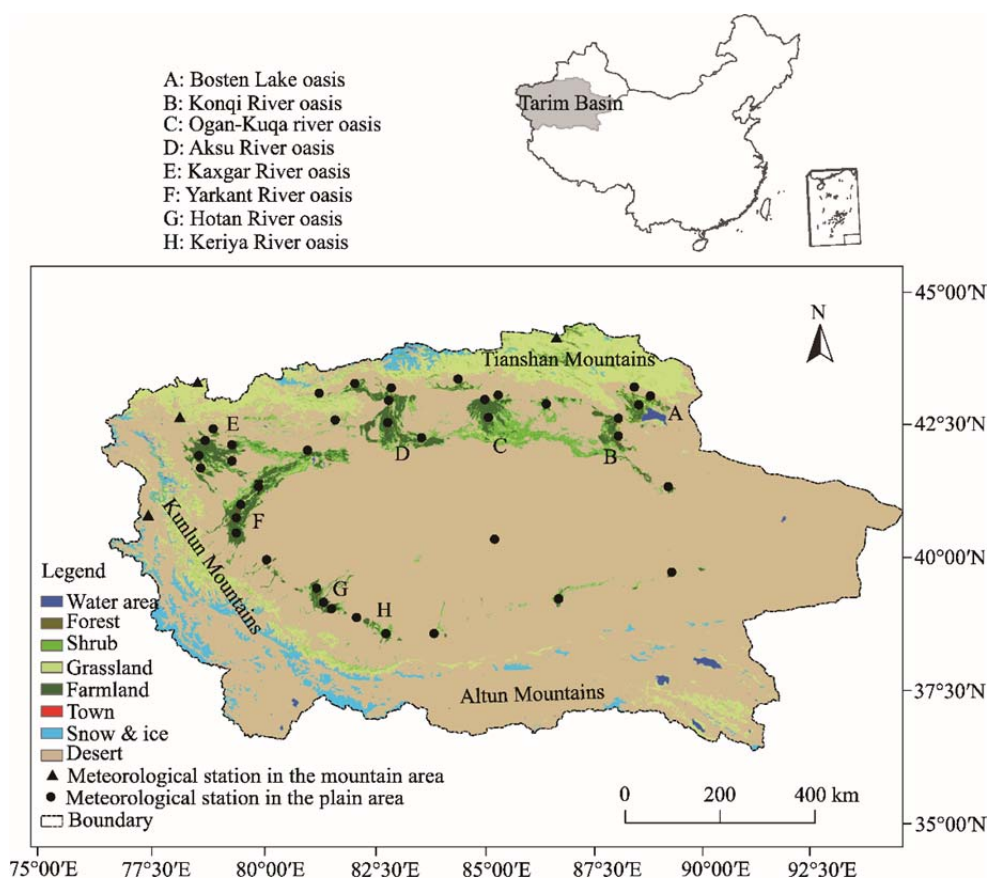 A: Bosten Lake oasis
B: Konqi River oasis
C: Ogan-Kuqa river oasis
D: Aksu River oasis
E: Kaxgar River oasis
F: Yarkant River oasis
G: Hotan River oasis
H: Keriya River oasis
Tarim Basin
45°00′N
N
Tianshan Mountains
A
42°30′N
E
D
C
B
F
Kunlun Mountains
40°00′N
G
H
Legend
Water area
Forest
Shrub
Grassland
Farmland
Town
Snow & ice
Desert
Meteorological station in the mountain area
Meteorological station in the plain area
Boundary
37°30′N
Altun Mountains
0 200 400 km
35°00′N
75°00′E 77°30′E 80°00′E 82°30′E 85°00′E 87°30′E 90°00′E 92°30′E